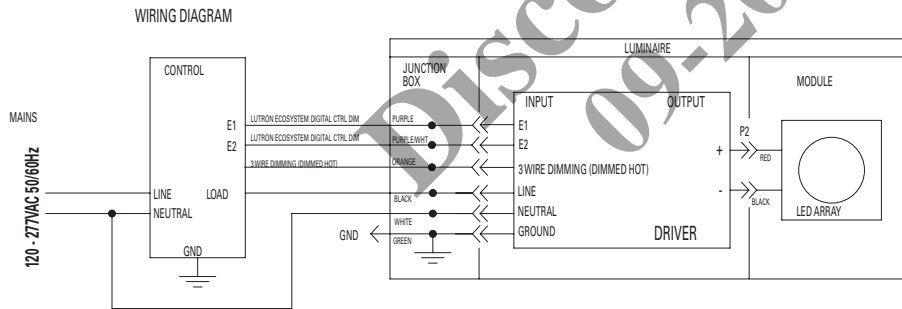 WIRING DIAGRAM
LUMINAIRE
CONTROL
JUNCTION
BOX
MODULE
MAINS
INPUT
OUTPUT
E1
LUTRON ECOSYSTEM DIGITAL CTRL DIM
PURPLE
E1
E2
LUTRON ECOSYSTEM DIGITAL CTRL DIM
PURPLE/WHT
E2
P2
+
RED
3 WIRE DIMMING (DIMMED HOT)
ORANGE
3 WIRE DIMMING (DIMMED HOT)
120 - 277VAC 50/60Hz
LINE
LOAD
BLACK
LINE
-
BLACK
NEUTRAL
WHITE
NEUTRAL
LED ARRAY
GND
GREEN
GROUND
DRIVER
GND